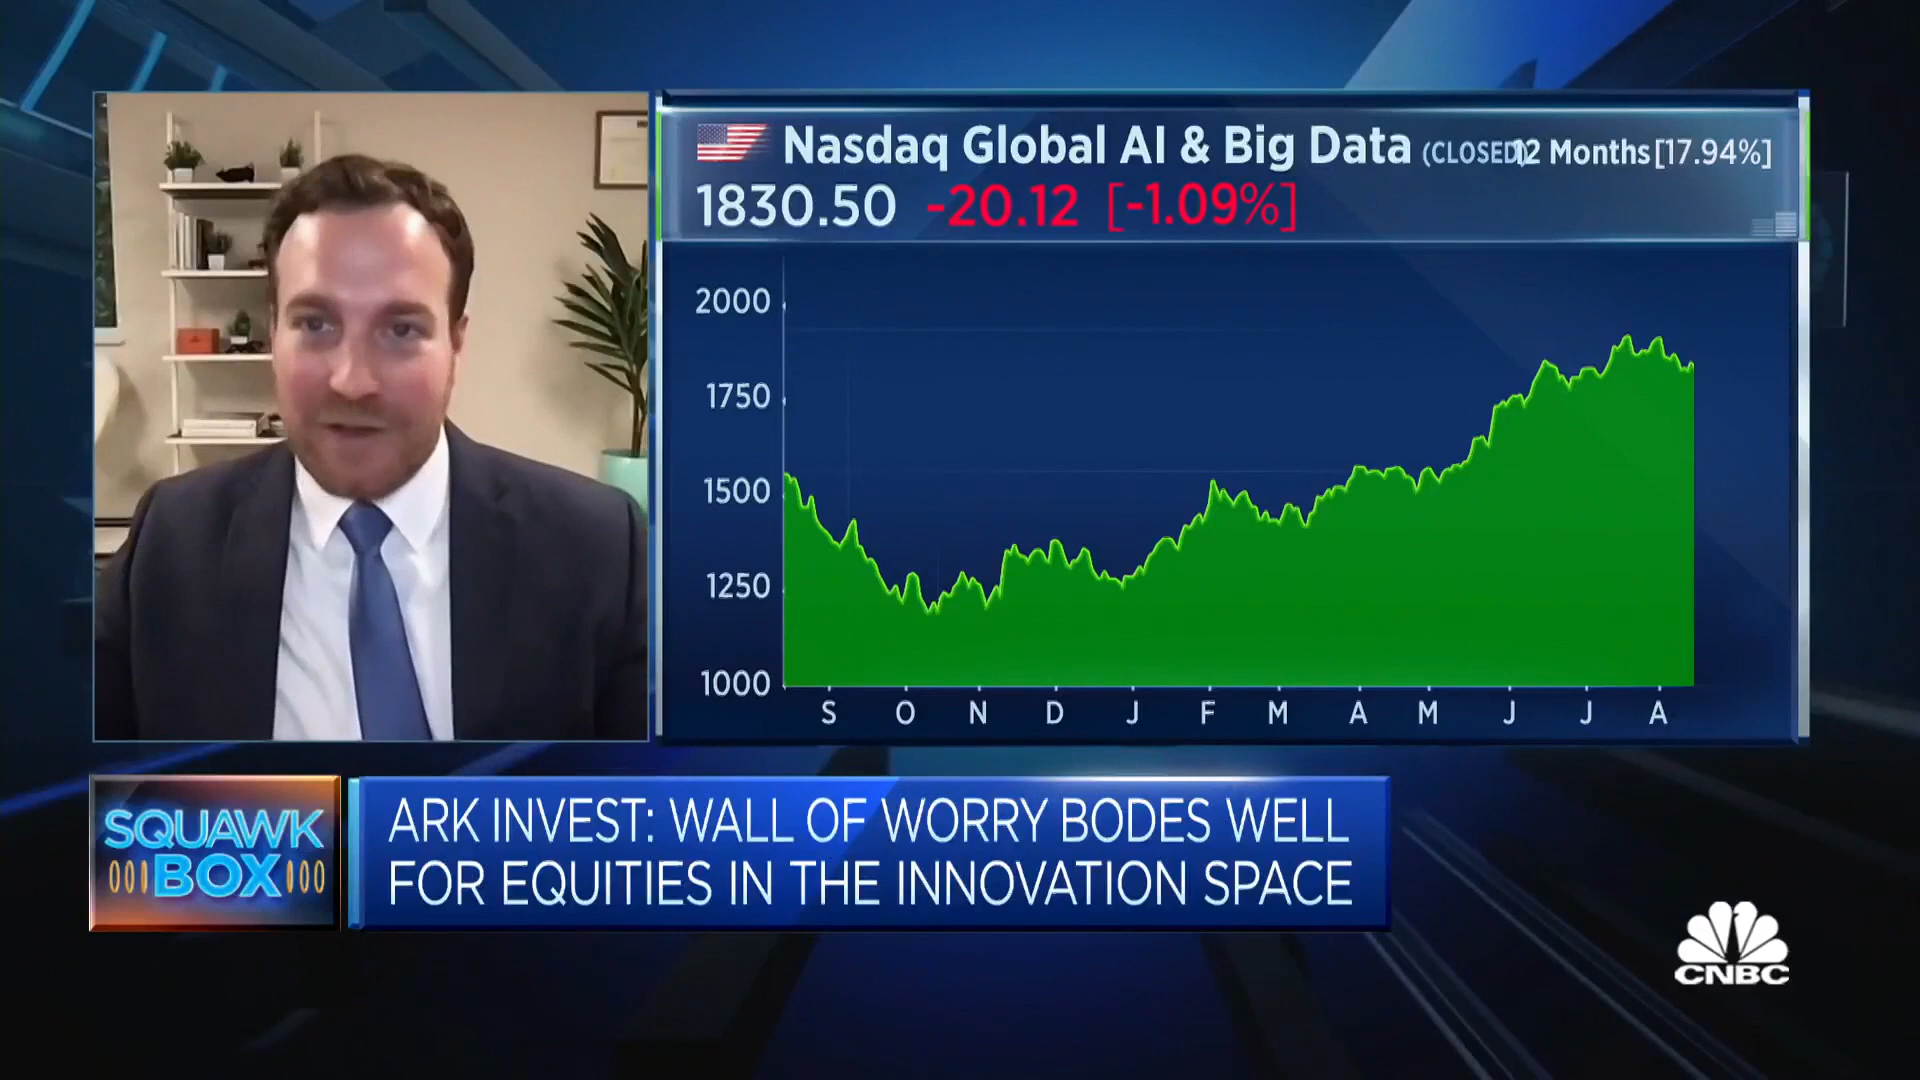 Nasdaq Global AI & Big Data (CLOSED) 12 Months [17.94%]
1830.50 -20.12 [-1.09%]
2000
1750
1500
1250
1000
S O N D J F M A M J J A
SQUAWK
BOX
ARK INVEST: WALL OF WORRY BODES WELL
FOR EQUITIES IN THE INNOVATION SPACE
CNBC